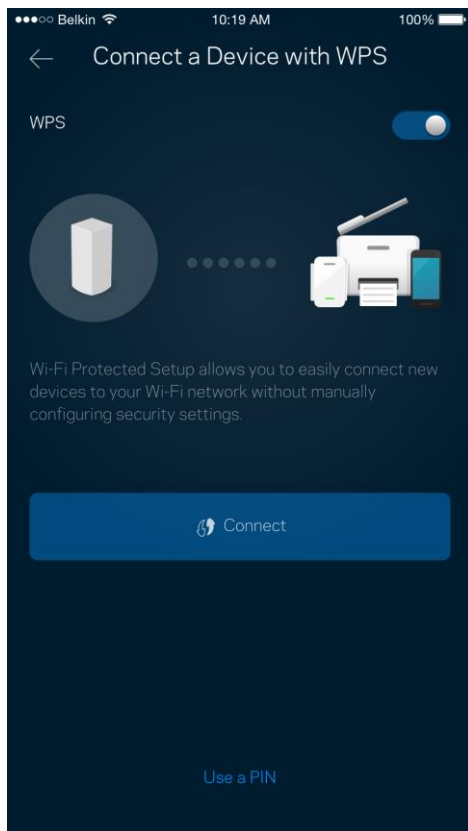 Belkin 10:19 AM 100%
Connect a Device with WPS
WPS
Wi-Fi Protected Setup allows you to easily connect new
devices to your Wi-Fi network without manually
configuring security settings.
Connect
Use a PIN